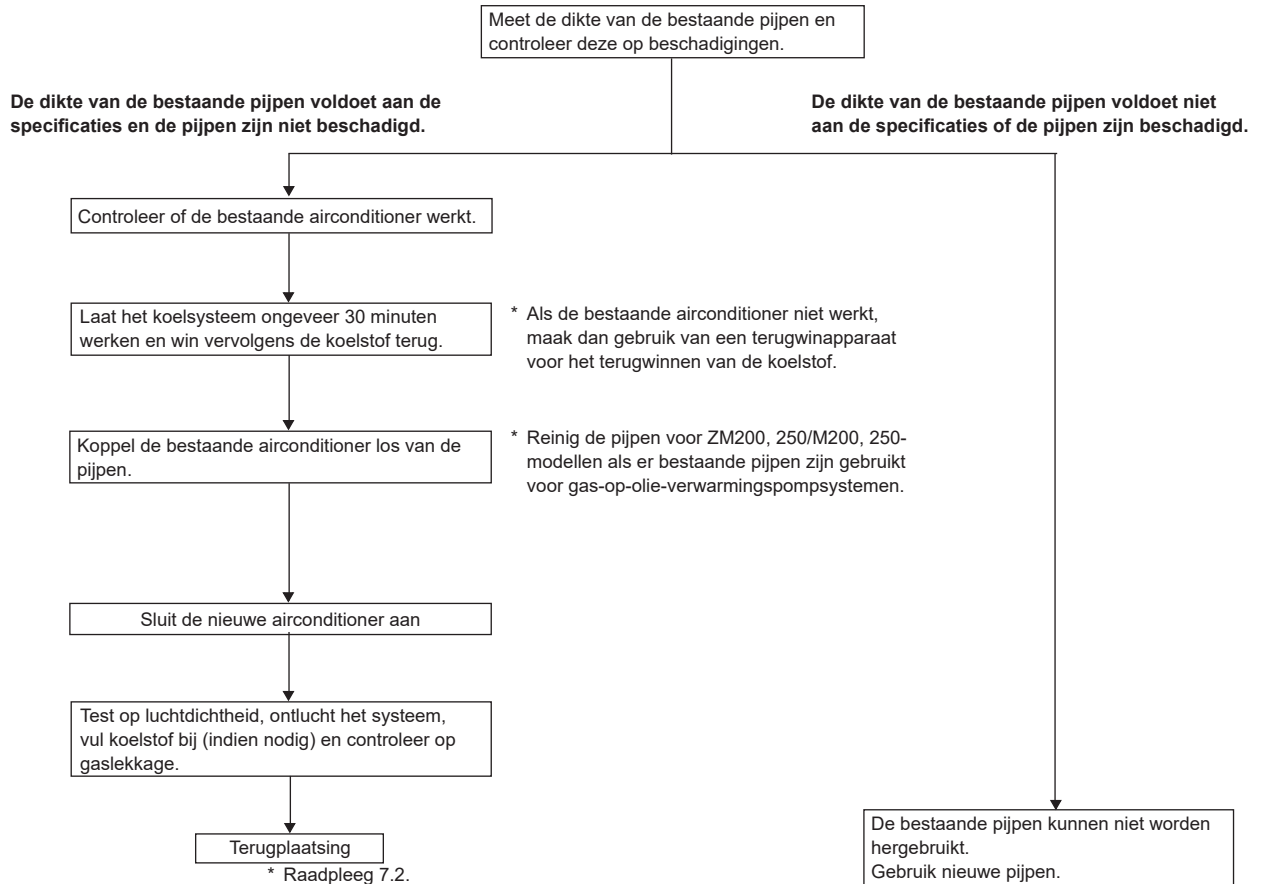 Meet de dikte van de bestaande pijpen en
controleer deze op beschadigingen.
De dikte van de bestaande pijpen voldoet aan de
specificaties en de pijpen zijn niet beschadigd.
De dikte van de bestaande pijpen voldoet niet
aan de specificaties of de pijpen zijn beschadigd.
Controleer of de bestaande airconditioner werkt.
Laat het koelsysteem ongeveer 30 minuten
werken en win vervolgens de koelstof terug.
* Als de bestaande airconditioner niet werkt,
maak dan gebruik van een terugwinapparaat
voor het terugwinnen van de koelstof.
Koppel de bestaande airconditioner los van de
pijpen.
* Reinig de pijpen voor ZM200, 250/M200, 250-
modellen als er bestaande pijpen zijn gebruikt
voor gas-op-olie-verwarmingspompsystemen.
Sluit de nieuwe airconditioner aan
Test op luchtdichtheid, ontlucht het systeem,
vul koelstof bij (indien nodig) en controleer op
gaslekkage.
Terugplaatsing
* Raadpleeg 7.2.
De bestaande pijpen kunnen niet worden
hergebruikt.
Gebruik nieuwe pijpen.